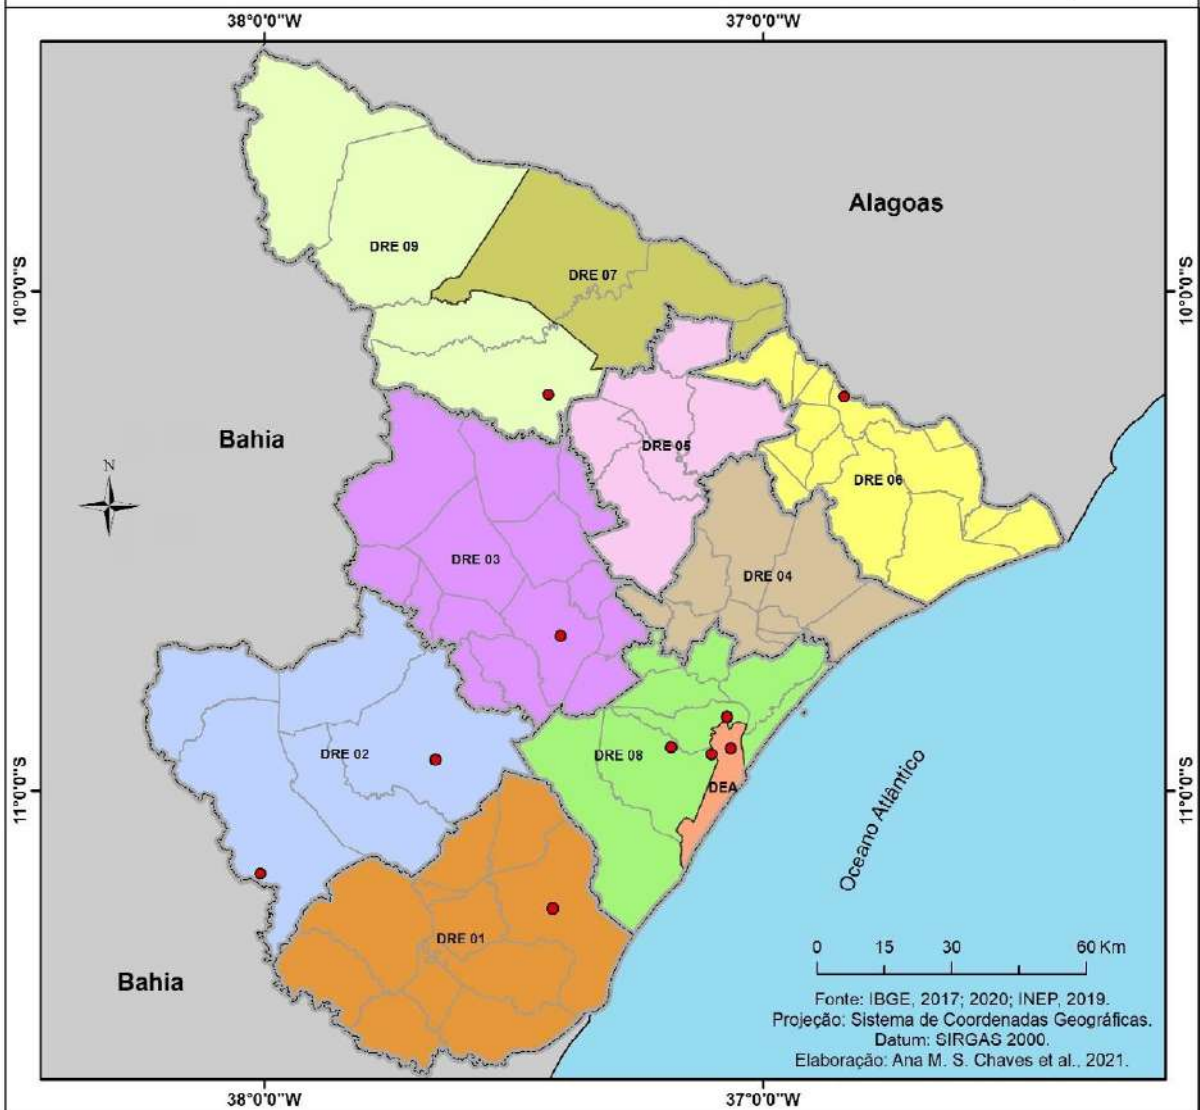 38°0'0"W 37°0'0"W
Alagoas
DRE 09
DRE 07
10°0'0"S 10°0'0"S
Bahia
DRE 05
N
DRE 06
DRE 03
DRE 04
DRE 02
DRE 08
DEA
11°0'0"S 11°0'0"S
Oceano Atlântico
DRE 01
Bahia
0 15 30 60 Km
Fonte: IBGE, 2017; 2020; INEP, 2019.
Projeção: Sistema de Coordenadas Geográficas.
Datum: SIRGAS 2000.
Elaboração: Ana M. S. Chaves et al., 2021.
38°0'0"W 37°0'0"W